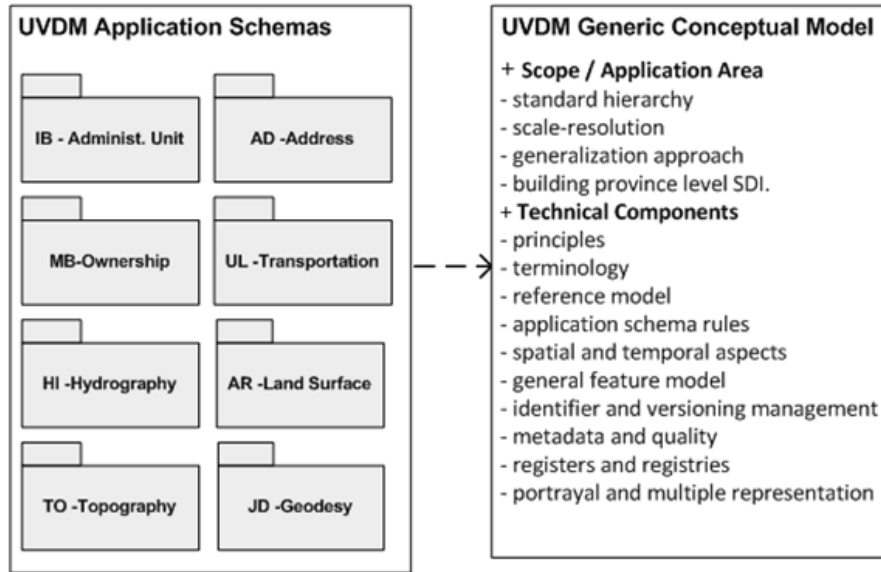 UVDM Application Schemas
IB - Administ. Unit
AD -Address
MB-Ownership
UL -Transportation
HI -Hydrography
AR -Land Surface
TO -Topography
JD -Geodesy
UVDM Generic Conceptual Model
+ Scope / Application Area
- standard hierarchy
- scale-resolution
- generalization approach
- building province level SDI.
+ Technical Components
- principles
- terminology
- reference model
- application schema rules
- spatial and temporal aspects
- general feature model
- identifier and versioning management
- metadata and quality
- registers and registries
- portrayal and multiple representation